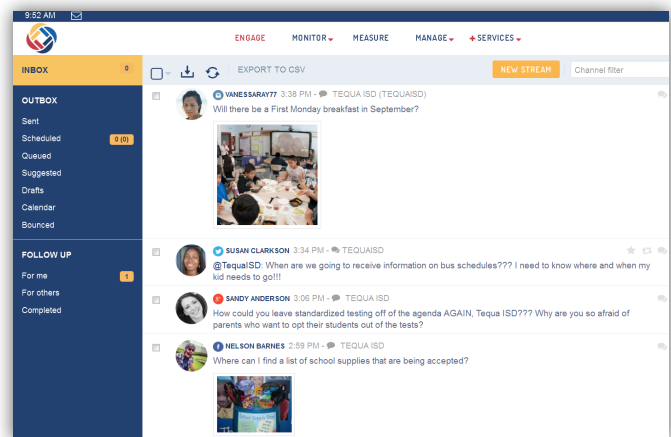 9:52 AM
ENGAGE MONITOR MEASURE MANAGE + SERVICES
INBOX 0
EXPORT TO CSV NEW STREAM Channel filter
OUTBOX
Sent
Scheduled 0 (0)
Queued
Suggested
Drafts
Calendar
Bounced
FOLLOW UP
For me 1
For others
Completed
VANESSARAY77 3:38 PM - TEQUA ISD (TEQUAISD)
Will there be a First Monday breakfast in September?
SUSAN CLARKSON 3:34 PM - TEQUAISD
@TequaISD: When are we going to receive information on bus schedules??? I need to know where and when my
kid needs to go!!!
SANDY ANDERSON 3:06 PM - TEQUA ISD
How could you leave standardized testing off of the agenda AGAIN, Tequa ISD??? Why are you so afraid of
parents who want to opt their students out of the tests?
NELSON BARNES 2:59 PM - TEQUA ISD
Where can I find a list of school supplies that are being accepted?